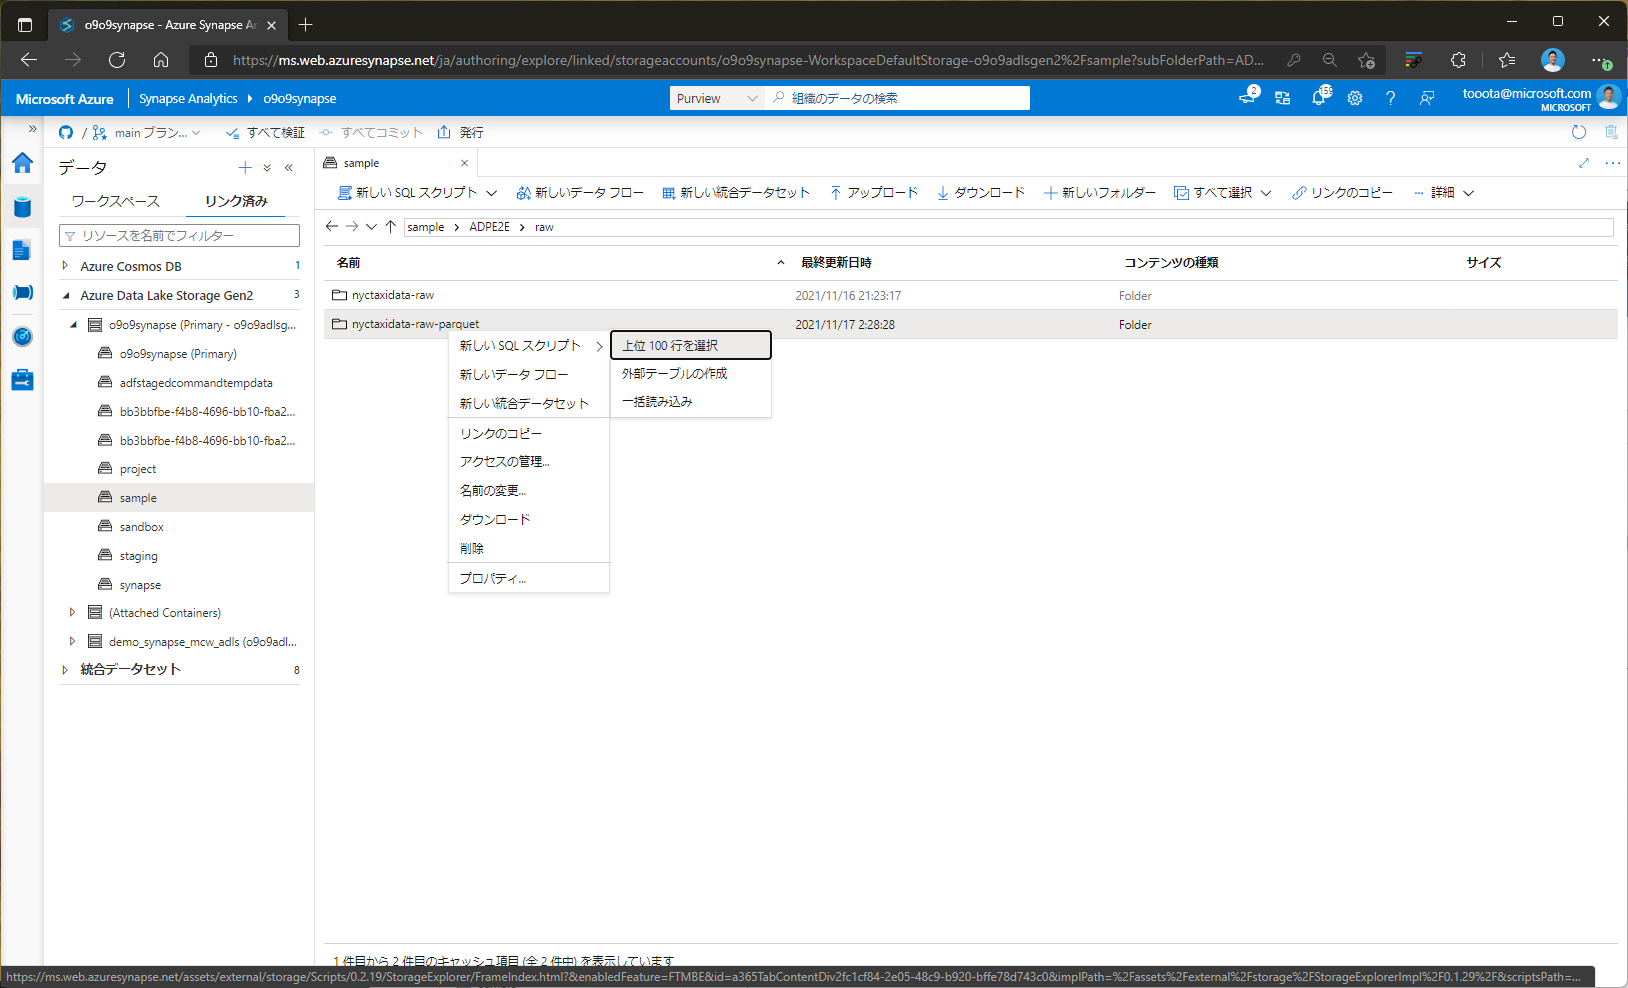 o9o9synapse - Azure Synapse An
https://ms.web.azuresynapse.net/ja/authoring/explore/linked/storageaccounts/o9o9synapse-WorkspaceDefaultStorage-o9o9adlsgen2%2Fsample?subFolderPath=AD...
Microsoft Azure Synapse Analytics o9o9synapse Purview 組織のデータの検索 2 159 tooota@microsoft.com
MICROSOFT
/ main ブラン... すべて検証 すべてコミット 発行
データ
ワークスペース リンク済み
リソースを名前でフィルター
Azure Cosmos DB 1
Azure Data Lake Storage Gen2 3
o9o9synapse (Primary - o9o9adlsg...
o9o9synapse (Primary)
adfstagedcommandtempdata
bb3bbfbe-f4b8-4696-bb10-fba2...
bb3bbfbe-f4b8-4696-bb10-fba2...
project
sample
sandbox
staging
synapse
(Attached Containers)
demo_synapse_mcw_adls (o9o9adl...
統合データセット 8
sample
新しい SQL スクリプト 新しいデータ フロー 新しい統合データセット アップロード ダウンロード 新しいフォルダー すべて選択 リンクのコピー ... 詳細
sample > ADPE2E > raw
名前 最終更新日時 コンテンツの種類 サイズ
nyctaxidata-raw 2021/11/16 21:23:17 Folder
nyctaxidata-raw-parquet 2021/11/17 2:28:28 Folder
新しい SQL スクリプト
新しいデータ フロー
新しい統合データセット
リンクのコピー
アクセスの管理...
名前の変更...
ダウンロード
削除
プロパティ...
上位 100 行を選択
外部テーブルの作成
一括読み込み
1 件目から 2 件目のキャッシュ項目 (全 2 件中) を表示しています
https://ms.web.azuresynapse.net/assets/external/storage/Scripts/0.2.19/StorageExplorer/FrameIndex.html?&enabledFeature=FTMBE&id=a365TabContentDiv2fc1cf84-2e05-48c9-b920-bffe78d743c0&implPath=%2Fassets%2Fexternal%2Fstorage%2FStorageExplorerImpl%2F0.1.29%2F&scriptsPath=...